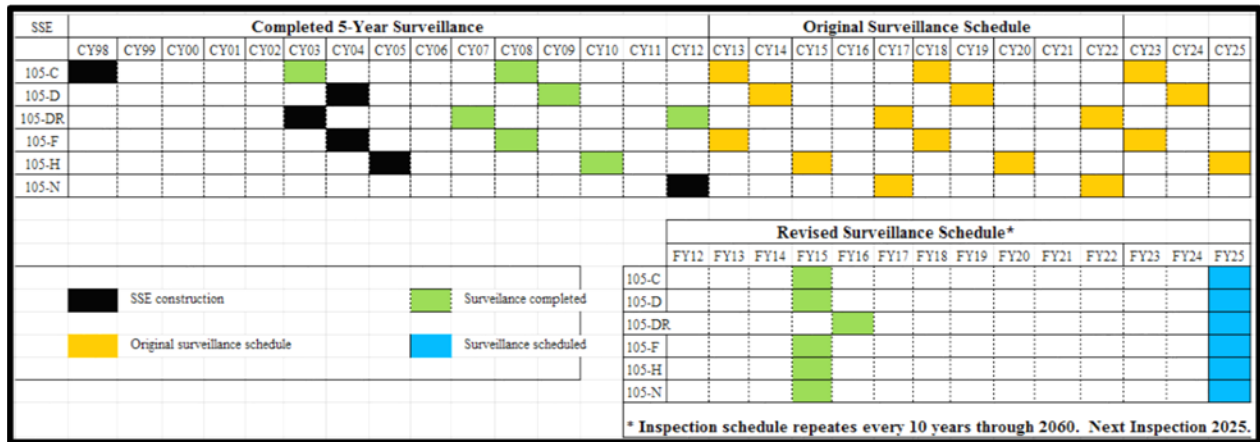 SSE Completed 5-Year Surveillance Original Surveillance Schedule
CY98 CY99 CY00 CY01 CY02 CY03 CY04 CY05 CY06 CY07 CY08 CY09 CY10 CY11 CY12 CY13 CY14 CY15 CY16 CY17 CY18 CY19 CY20 CY21 CY22 CY23 CY24 CY25
105-C
105-D
105-DR
105-F
105-H
105-N
Revised Surveillance Schedule*
FY12 FY13 FY14 FY15 FY16 FY17 FY18 FY19 FY20 FY21 FY22 FY23 FY24 FY25
105-C
SSE construction Surveilance completed
105-D
105-DR
Original surveillance schedule Surveillance scheduled
105-F
105-H
105-N
* Inspection schedule repeates every 10 years through 2060. Next Inspection 2025.